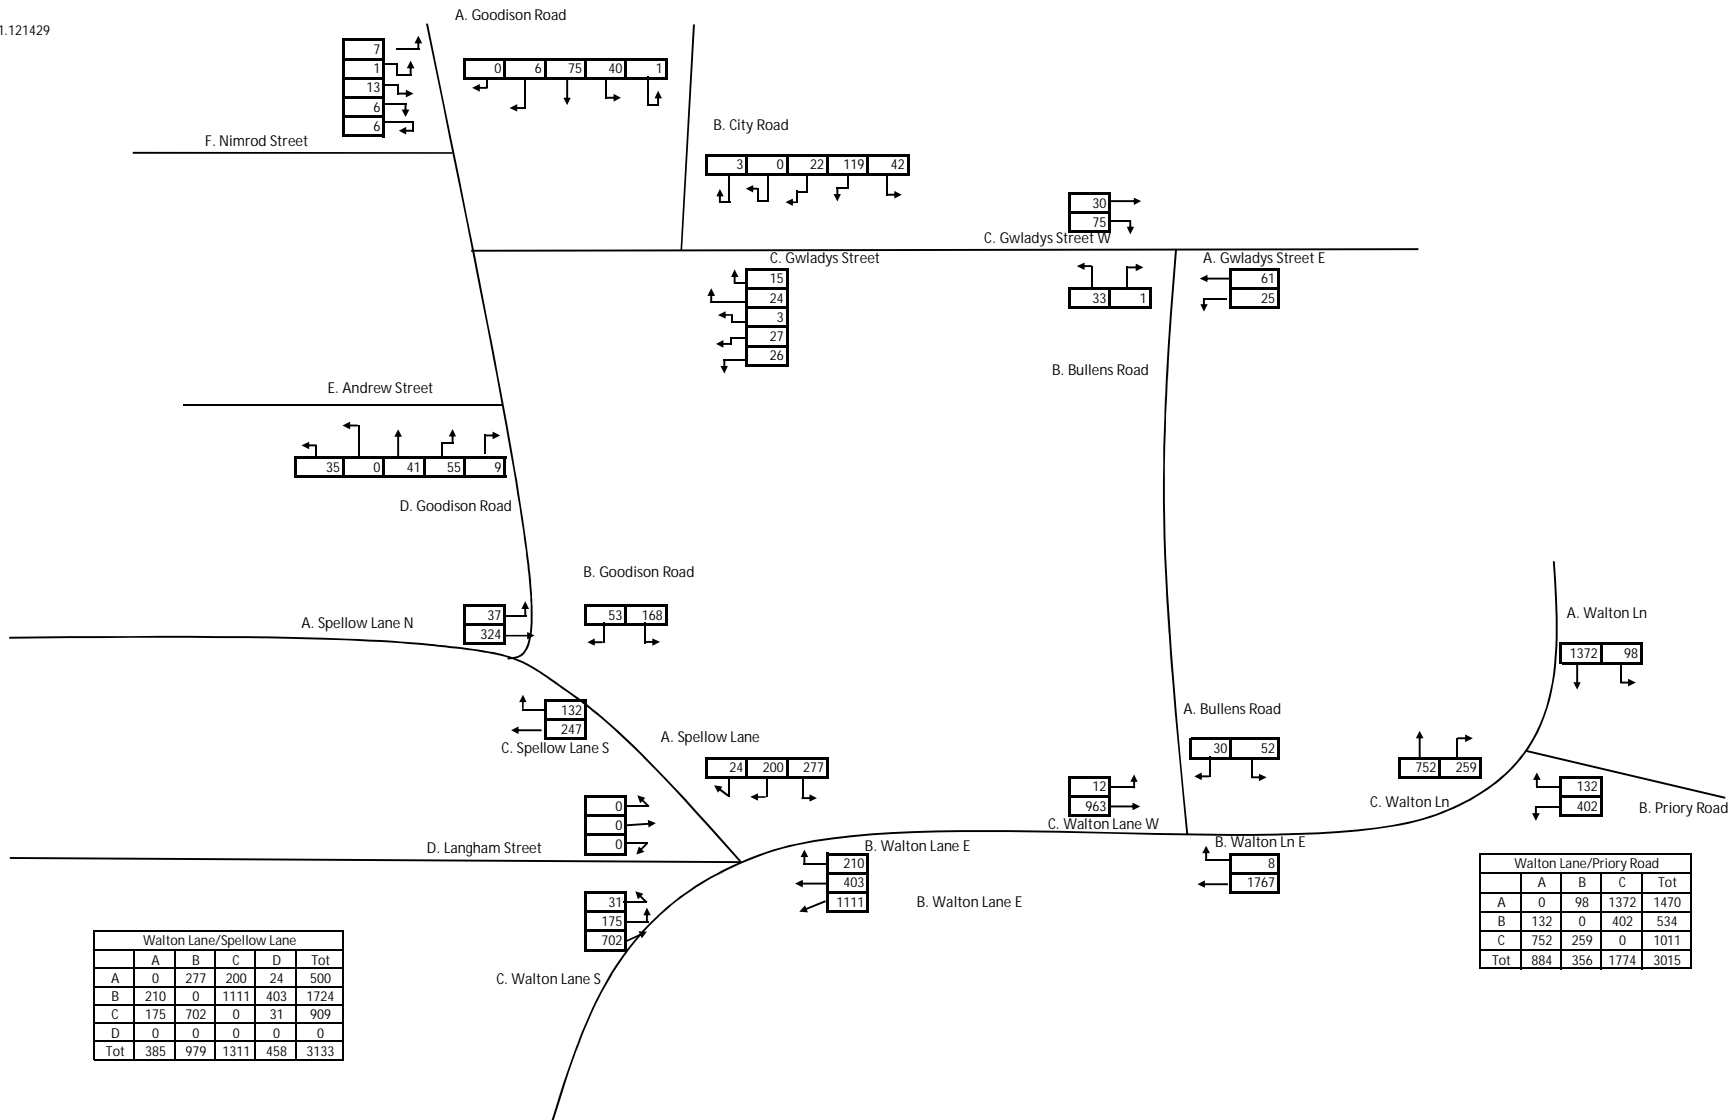 A. Goodison Road
1.121429
7
1
13
6
6
0 6 75 40 1
B. City Road
F. Nimrod Street
3 0 22 119 42
30
75
C. Gwladys Street W
C. Gwladys Street
A. Gwladys Street E
15
24
3
27
26
33 1
61
25
B. Bullens Road
E. Andrew Street
35 0 41 55 9
D. Goodison Road
B. Goodison Road
A. Spellow Lane N
37
324
53 168
A. Walton Ln
1372 98
132
247
C. Spellow Lane S
A. Spellow Lane
24 200 277
A. Bullens Road
30 52
752 259
C. Walton Ln
132
402
B. Priory Road
12
963
C. Walton Lane W
0
0
0
D. Langham Street
B. Walton Lane E
210
403
1111
B. Walton Ln E
8
1767
B. Walton Lane E
31
175
702
C. Walton Lane S
Walton Lane/Priory Road
A B C Tot
A 0 98 1372 1470
B 132 0 402 534
C 752 259 0 1011
Tot 884 356 1774 3015
Walton Lane/Spellow Lane
A B C D Tot
A 0 277 200 24 500
B 210 0 1111 403 1724
C 175 702 0 31 909
D 0 0 0 0 0
Tot 385 979 1311 458 3133